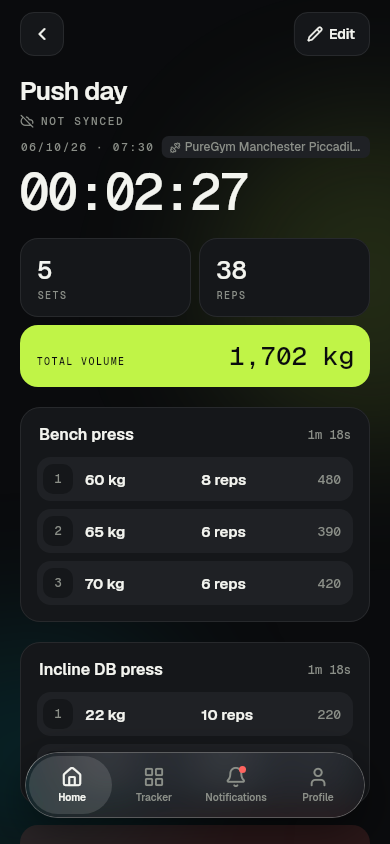 Edit
Push day
NOT SYNCED
06/10/26 · 07:30 PureGym Manchester Piccadil…
00:02:27
5 38
SETS REPS
TOTAL VOLUME 1,702 kg
Bench press 1m 18s
1 60 kg 8 reps 480
2 65 kg 6 reps 390
3 70 kg 6 reps 420
Incline DB press 1m 18s
1 22 kg 10 reps 220
Home Tracker Notifications Profile